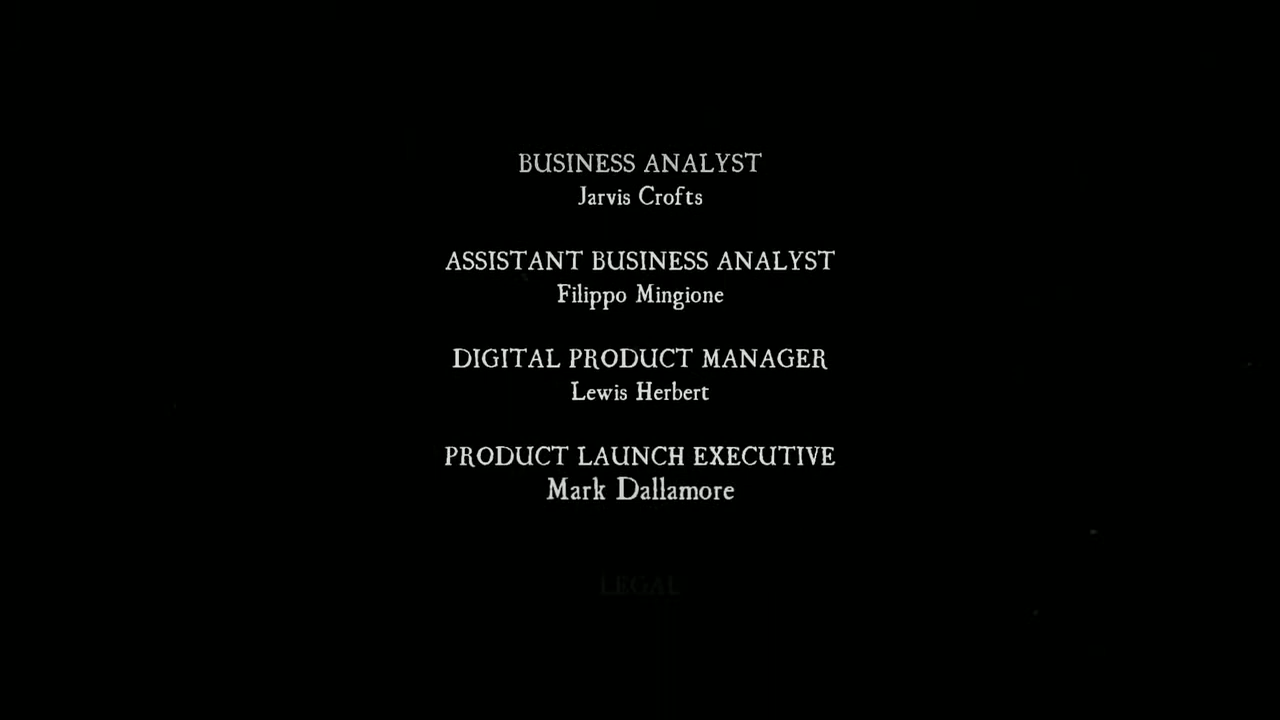 BUSINESS ANALYST
Jarvis Crofts
ASSISTANT BUSINESS ANALYST
Filippo Mingione
DIGITAL PRODUCT MANAGER
Lewis Herbert
PRODUCT LAUNCH EXECUTIVE
Mark Dallamore
LEGAL